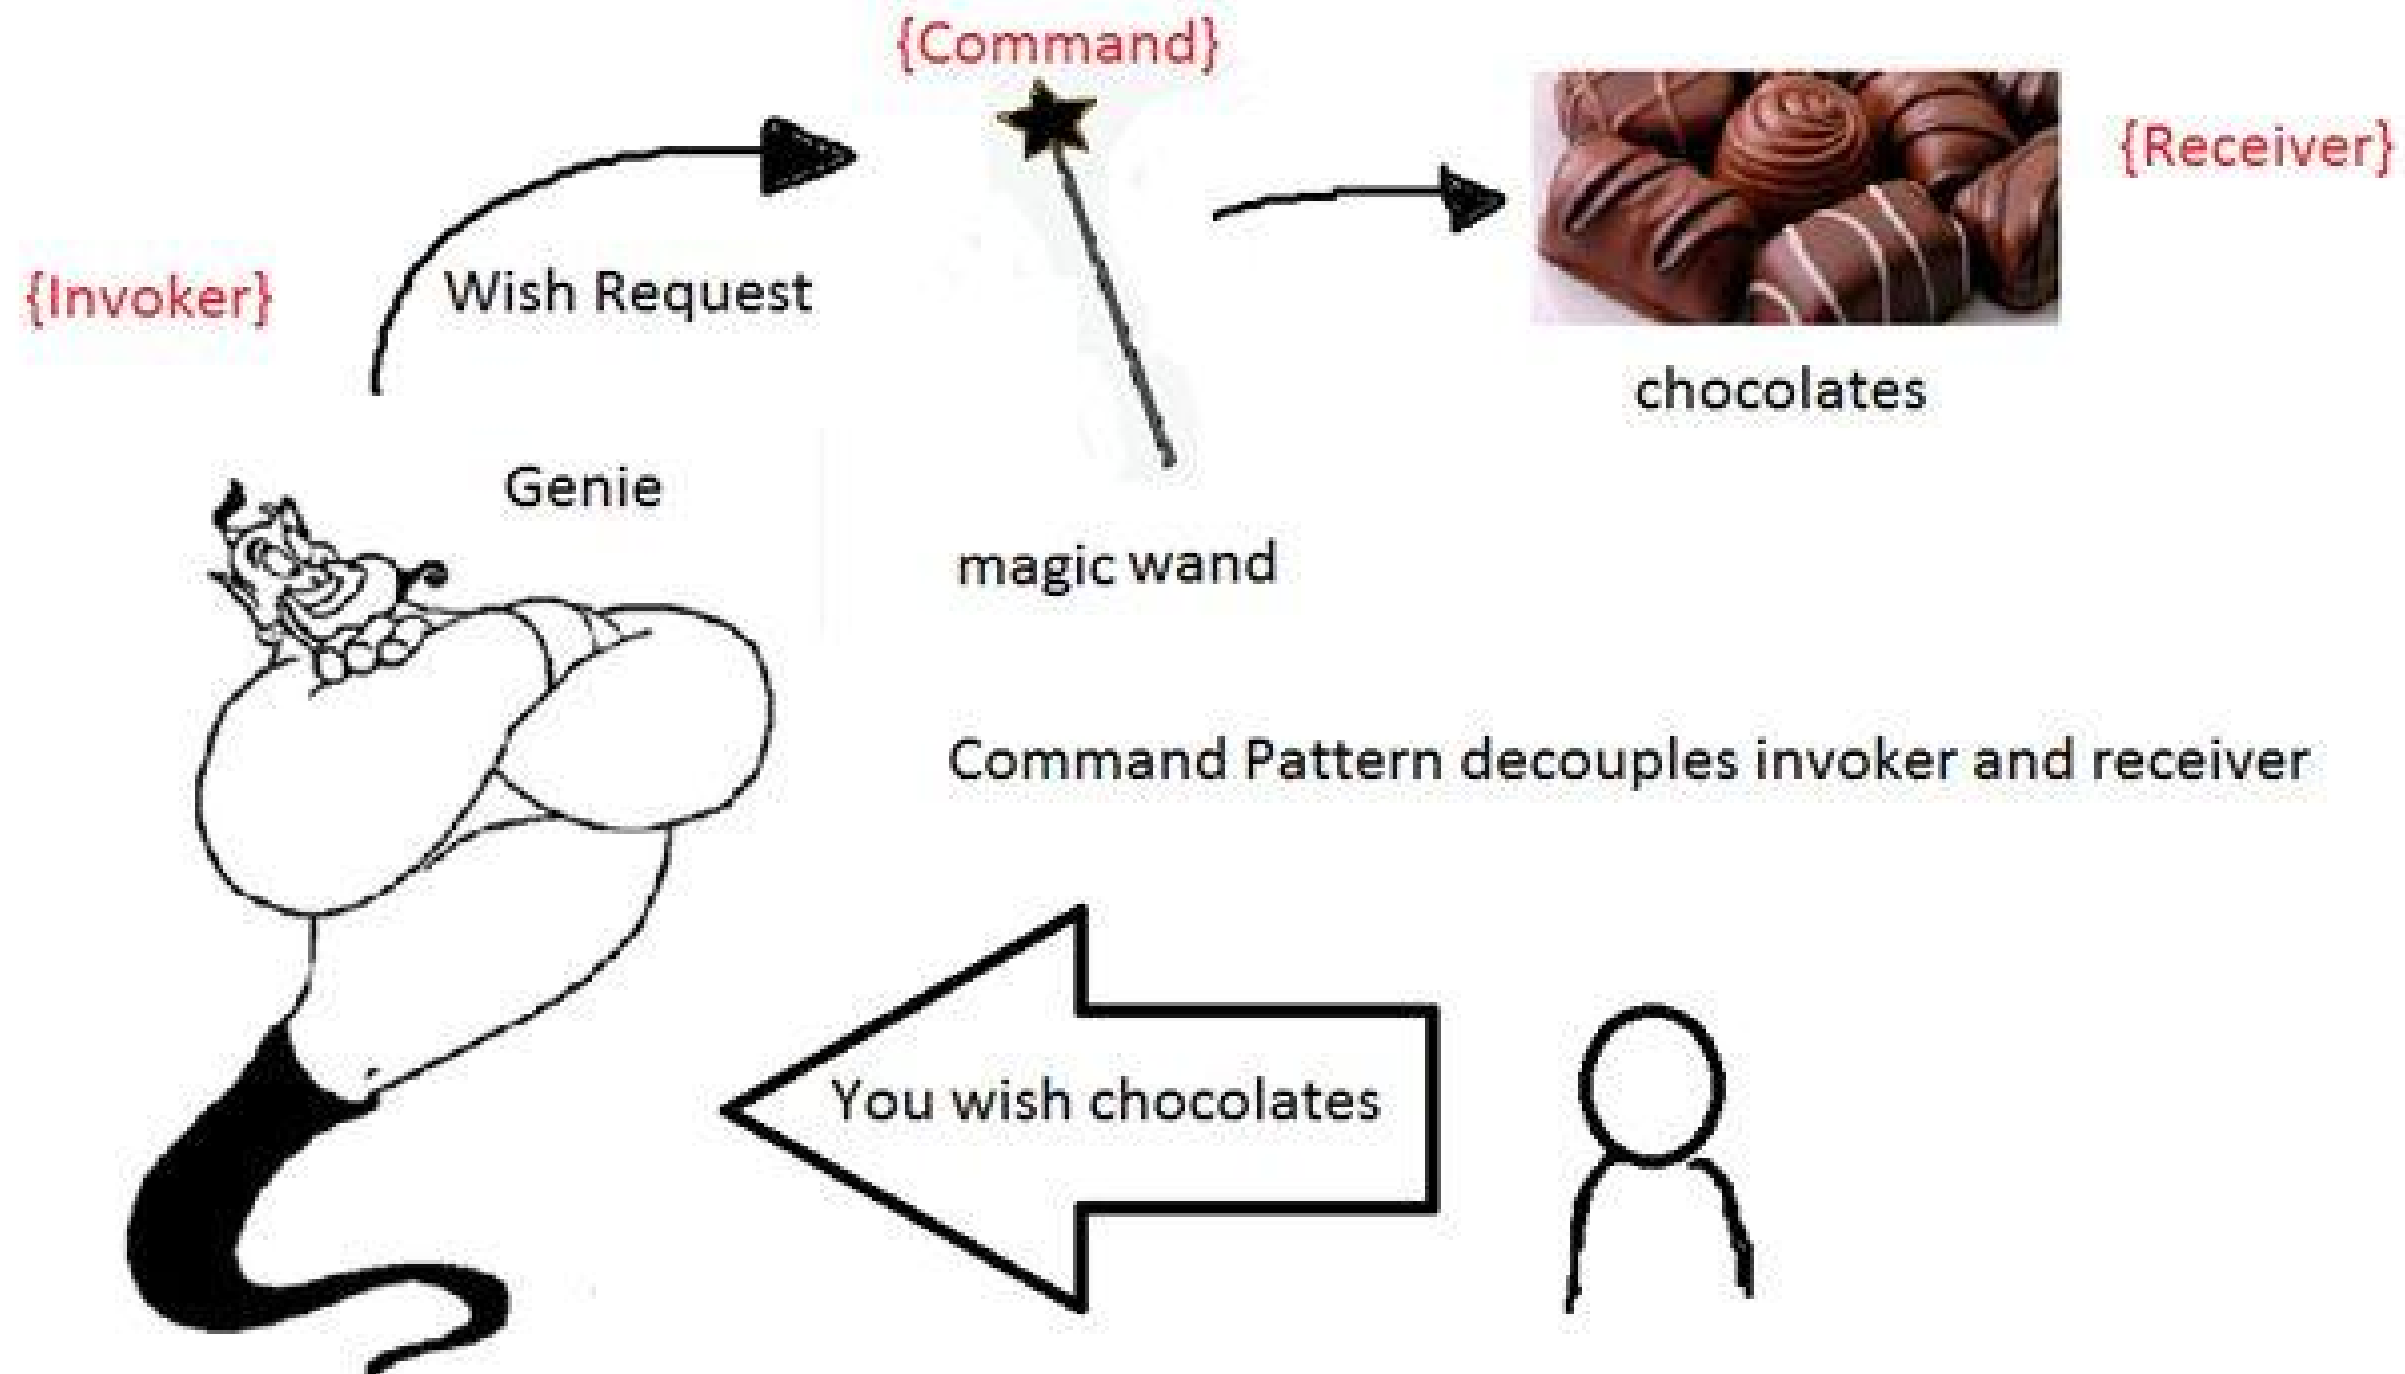 {Command}
{Receiver}
{Invoker}
Wish Request
chocolates
Genie
magic wand
Command Pattern decouples invoker and receiver
You wish chocolates